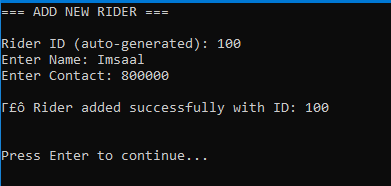 === ADD NEW RIDER ===
Rider ID (auto-generated): 100
Enter Name: Imsaal
Enter Contact: 800000
Γ£ô Rider added successfully with ID: 100
Press Enter to continue...